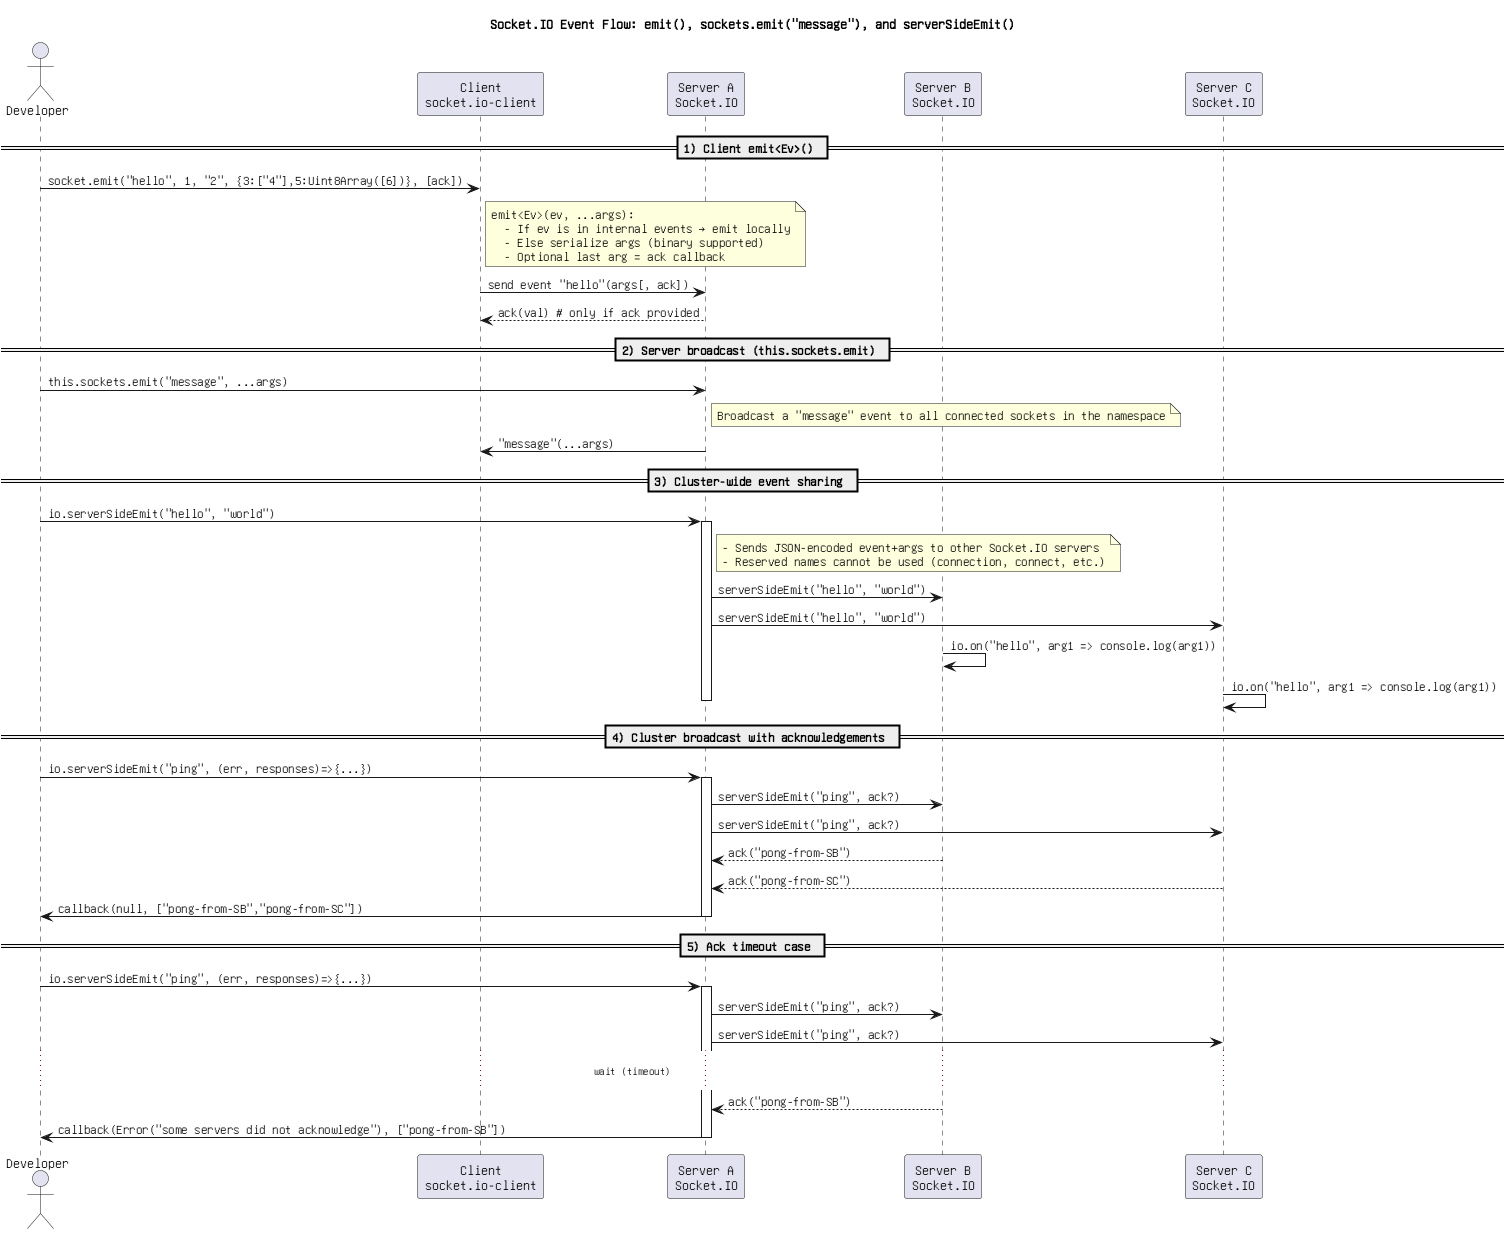 Socket.IO Event Flow: emit(), sockets.emit("message"), and serverSideEmit()
Developer
Client
socket.io-client
Server A
Socket.IO
Server B
Socket.IO
Server C
Socket.IO
1) Client emit<Ev>()
socket.emit("hello", 1, "2", {3:["4"],5:Uint8Array([6])}, [ack])
emit<Ev>(ev, ...args):
- If ev is in internal events → emit locally
- Else serialize args (binary supported)
- Optional last arg = ack callback
send event "hello"(args[, ack])
ack(val) # only if ack provided
2) Server broadcast (this.sockets.emit)
this.sockets.emit("message", ...args)
Broadcast a "message" event to all connected sockets in the namespace
"message"(...args)
3) Cluster-wide event sharing
io.serverSideEmit("hello", "world")
- Sends JSON-encoded event+args to other Socket.IO servers
- Reserved names cannot be used (connection, connect, etc.)
serverSideEmit("hello", "world")
serverSideEmit("hello", "world")
io.on("hello", arg1 => console.log(arg1))
io.on("hello", arg1 => console.log(arg1))
4) Cluster broadcast with acknowledgements
io.serverSideEmit("ping", (err, responses)=>{...})
serverSideEmit("ping", ack?)
serverSideEmit("ping", ack?)
ack("pong-from-SB")
ack("pong-from-SC")
callback(null, ["pong-from-SB","pong-from-SC"])
5) Ack timeout case
io.serverSideEmit("ping", (err, responses)=>{...})
serverSideEmit("ping", ack?)
serverSideEmit("ping", ack?)
wait (timeout)
ack("pong-from-SB")
callback(Error("some servers did not acknowledge"), ["pong-from-SB"])
Developer
Client
socket.io-client
Server A
Socket.IO
Server B
Socket.IO
Server C
Socket.IO